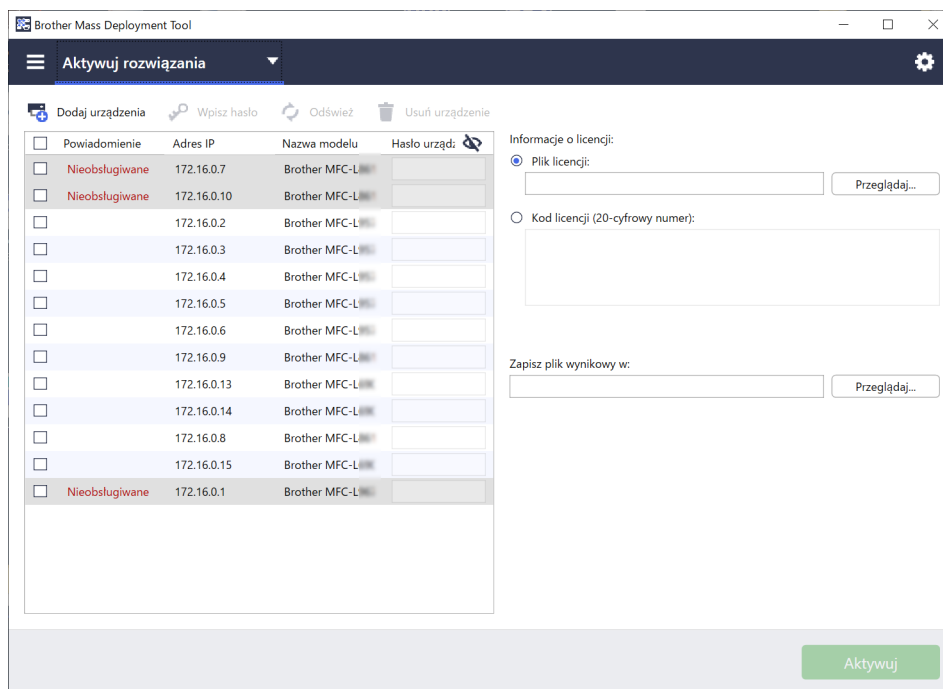 Brother Mass Deployment Tool
Aktywuj rozwiązania
Dodaj urządzenia Wpisz hasło Odśwież Usuń urządzenie
Powiadomienie Adres IP Nazwa modelu Hasło urządz
Nieobsługiwane 172.16.0.7 Brother MFC-L
Nieobsługiwane 172.16.0.10 Brother MFC-L
172.16.0.2 Brother MFC-L
172.16.0.3 Brother MFC-L
172.16.0.4 Brother MFC-L
172.16.0.5 Brother MFC-L
172.16.0.6 Brother MFC-L
172.16.0.9 Brother MFC-L
172.16.0.13 Brother MFC-L
172.16.0.14 Brother MFC-L
172.16.0.8 Brother MFC-L
172.16.0.15 Brother MFC-L
Nieobsługiwane 172.16.0.1 Brother MFC-L
Informacje o licencji:
Plik licencji:
Przeglądaj...
Kod licencji (20-cyfrowy numer):
Zapisz plik wynikowy w:
Przeglądaj...
Aktywuj